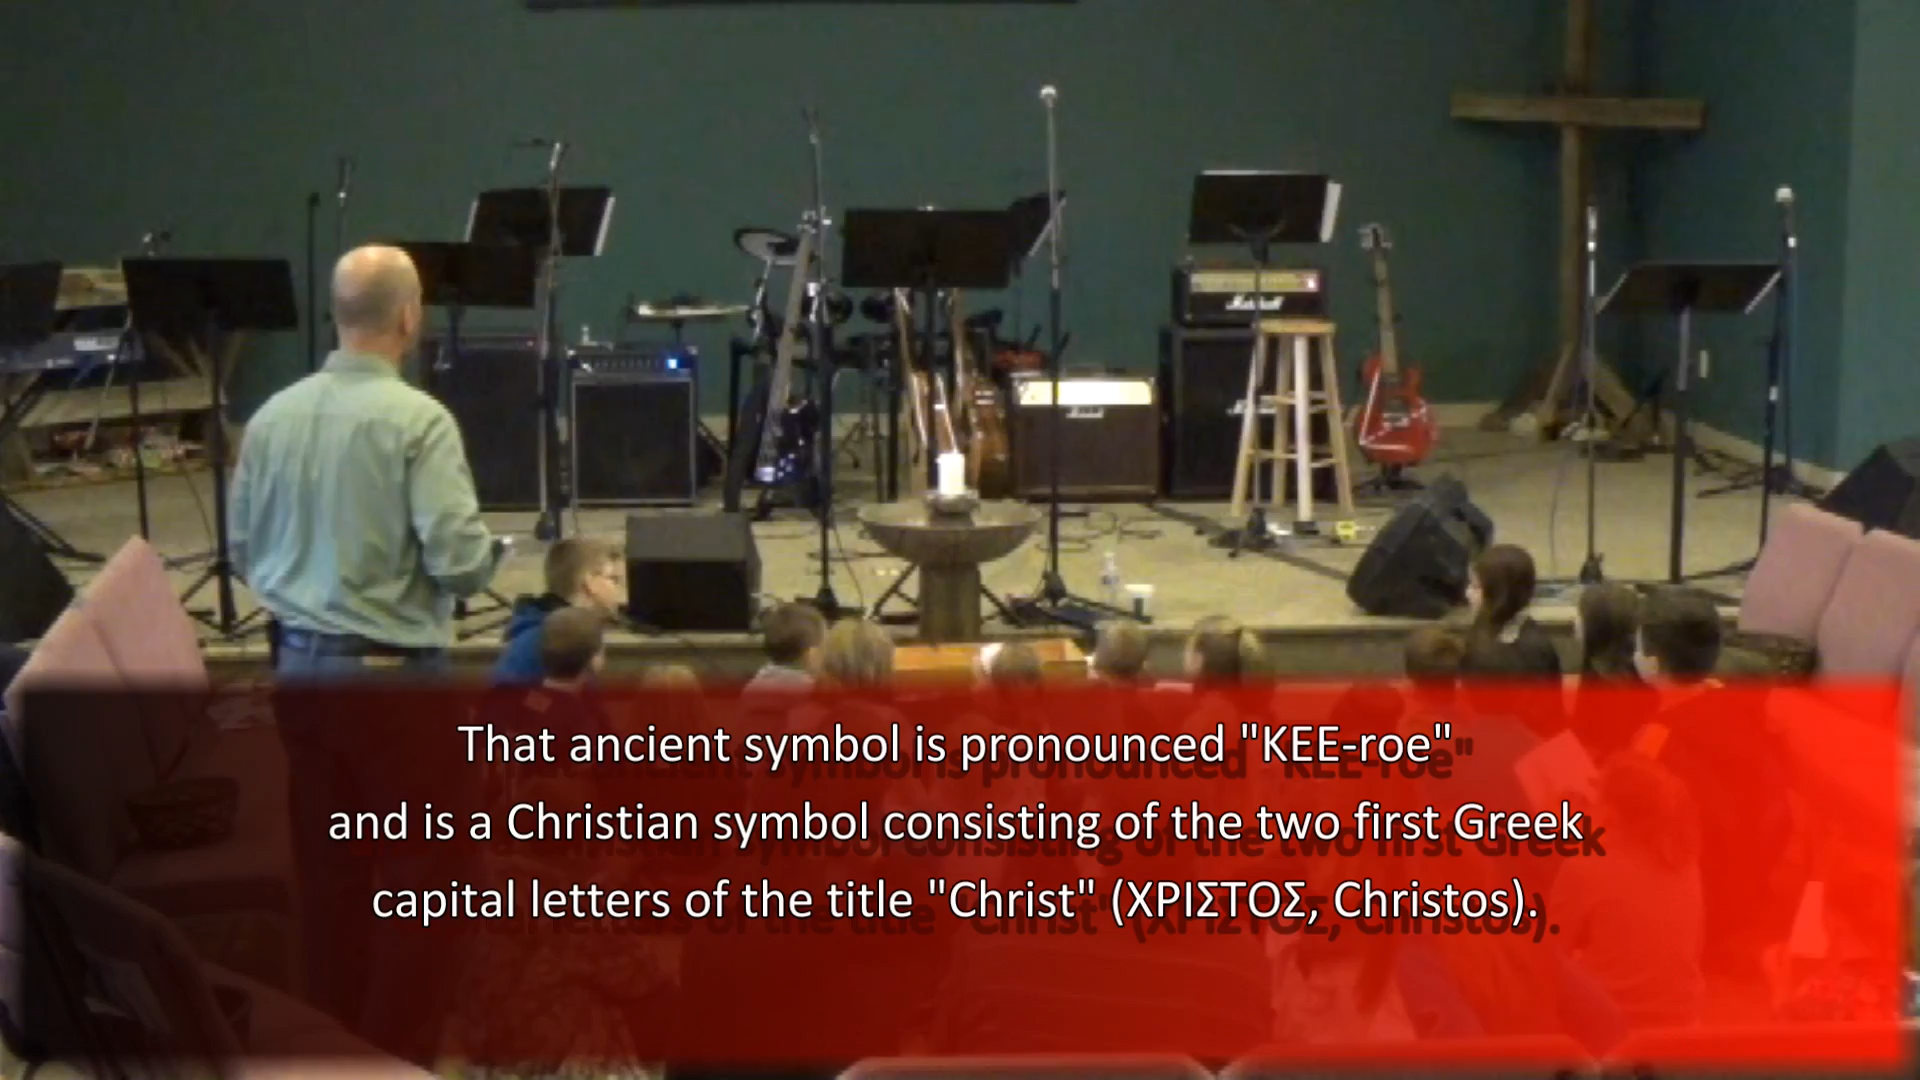 Marshall
That ancient symbol is pronounced "KEE-roe"
and is a Christian symbol consisting of the two first Greek
capital letters of the title "Christ" (ΧΡΙΣΤΟΣ, Christos).